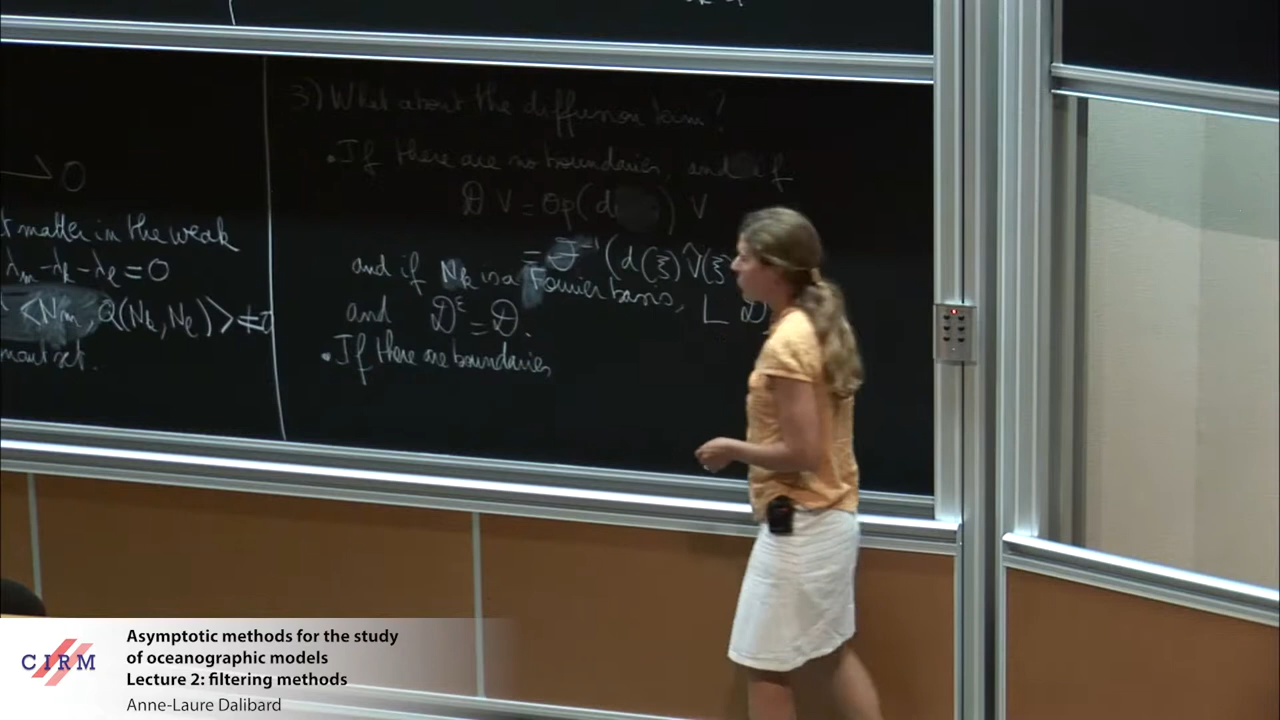 → 0
matter in the weak
λm-λk-λℓ=0
<Nm, Q(Nk, Nℓ)>≠0
set.
3) What about the diffusion term?
• If there are no boundaries, and if
D V = Op(d ) V
= F⁻¹(d(ξ) V̂(ξ
and if Nk is a Fourier basis, L D
and Dᵋ = D.
• If there are boundaries,
CIRM
Asymptotic methods for the study
of oceanographic models
Lecture 2: filtering methods
Anne-Laure Dalibard